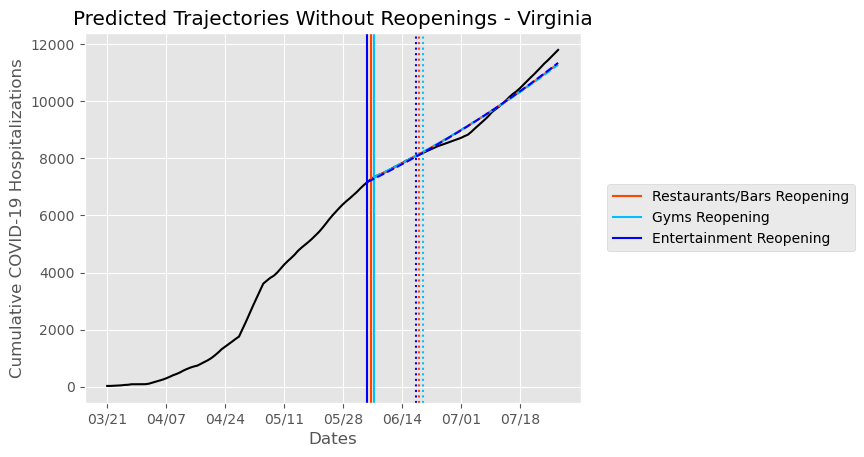 Predicted Trajectories Without Reopenings - Virginia
12000
10000
8000
6000
4000
2000
0
Cumulative COVID-19 Hospitalizations
03/21 04/07 04/24 05/11 05/28 06/14 07/01 07/18
Dates
Restaurants/Bars Reopening
Gyms Reopening
Entertainment Reopening